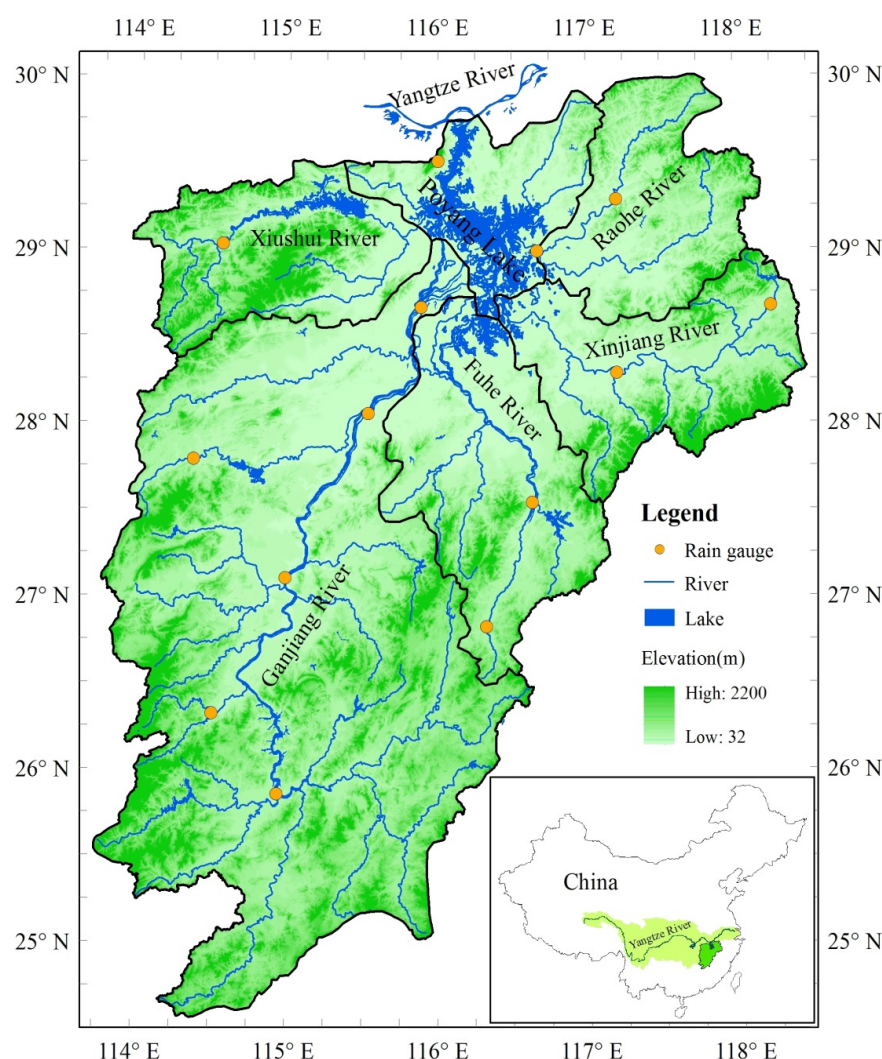 114° E 115° E 116° E 117° E 118° E
30° N
30° N
Yangtze River
Poyang Lake
Raohe River
29° N
Xiushui River
29° N
Xinjiang River
Fuhe River
28° N
28° N
Legend
Rain gauge
River
Lake
Elevation(m)
High: 2200
Low: 32
27° N
27° N
Ganjiang River
26° N
26° N
China
Yangtze River
25° N
25° N
114° E 115° E 116° E 117° E 118° E